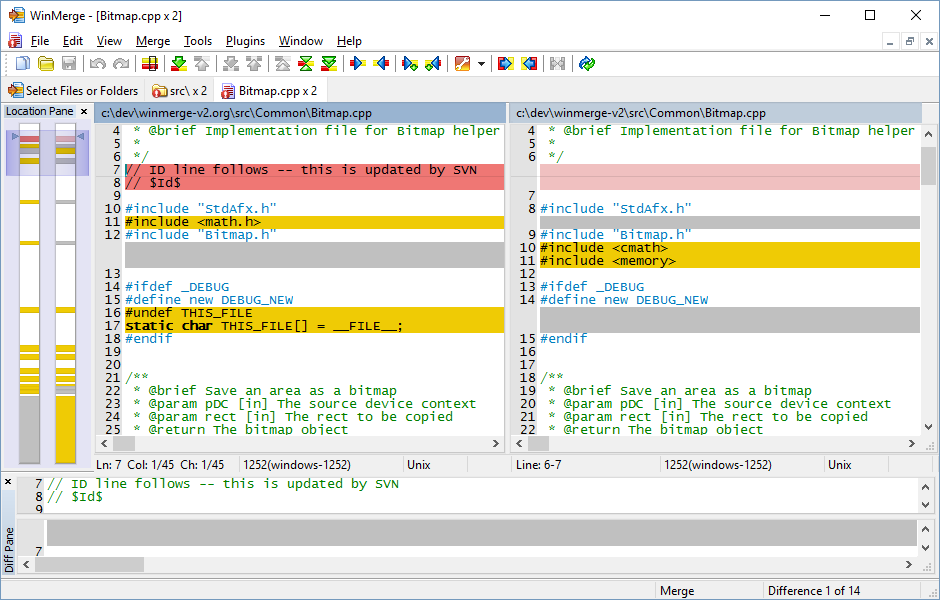 WinMerge - [Bitmap.cpp x 2]
File Edit View Merge Tools Plugins Window Help
Select Files or Folders src\ x 2 Bitmap.cpp x 2
Location Pane x
c:\dev\winmerge-v2.org\src\Common\Bitmap.cpp
4 * @brief Implementation file for Bitmap helper
5 *
6 */
7 // ID line follows -- this is updated by SVN
8 // $Id$
9
10 #include "StdAfx.h"
11 #include <math.h>
12 #include "Bitmap.h"
13
14 #ifdef _DEBUG
15 #define new DEBUG_NEW
16 #undef THIS_FILE
17 static char THIS_FILE[] = __FILE__;
18 #endif
19
20
21 /**
22 * @brief Save an area as a bitmap
23 * @param pDC [in] The source device context
24 * @param rect [in] The rect to be copied
25 * @return The bitmap object
Ln: 7 Col: 1/45 Ch: 1/45 1252(windows-1252) Unix
c:\dev\winmerge-v2\src\Common\Bitmap.cpp
4 * @brief Implementation file for Bitmap helper
5 *
6 */
7
8 #include "StdAfx.h"
9 #include "Bitmap.h"
10 #include <cmath>
11 #include <memory>
12
13 #ifdef _DEBUG
14 #define new DEBUG_NEW
15 #endif
16
17
18 /**
19 * @brief Save an area as a bitmap
20 * @param pDC [in] The source device context
21 * @param rect [in] The rect to be copied
22 * @return The bitmap object
Line: 6-7 1252(windows-1252) Unix
Diff Pane
7 // ID line follows -- this is updated by SVN
8 // $Id$
9
7
Merge Difference 1 of 14